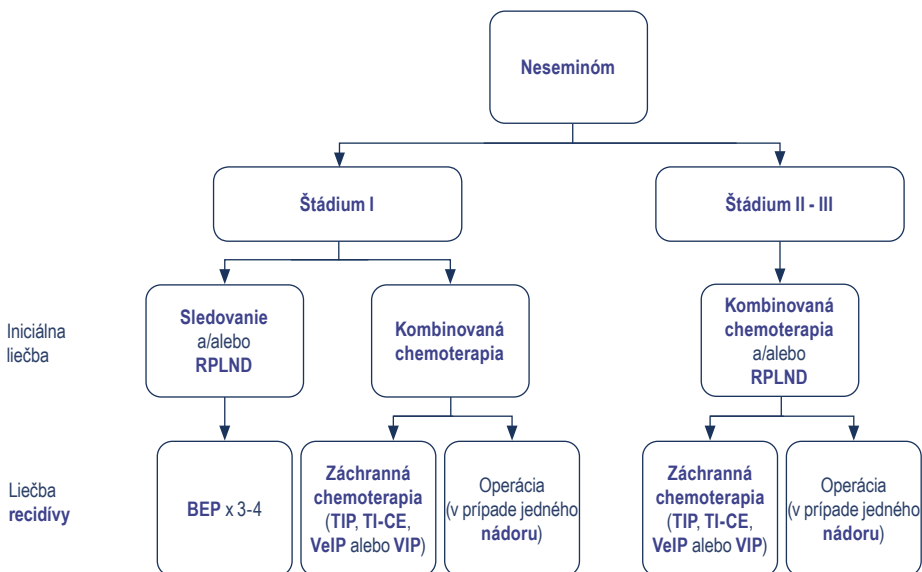 Neseminóm
Štádium I
Štádium II - III
Iniciálna
liečba
Sledovanie
a/alebo
RPLND
Kombinovaná
chemoterapia
Kombinovaná
chemoterapia
a/alebo
RPLND
Liečba
recidívy
BEP x 3-4
Záchranná
chemoterapia
(TIP, TI-CE,
VeIP alebo VIP)
Operácia
(v prípade jedného
nádoru)
Záchranná
chemoterapia
(TIP, TI-CE,
VeIP alebo VIP)
Operácia
(v prípade jedného
nádoru)